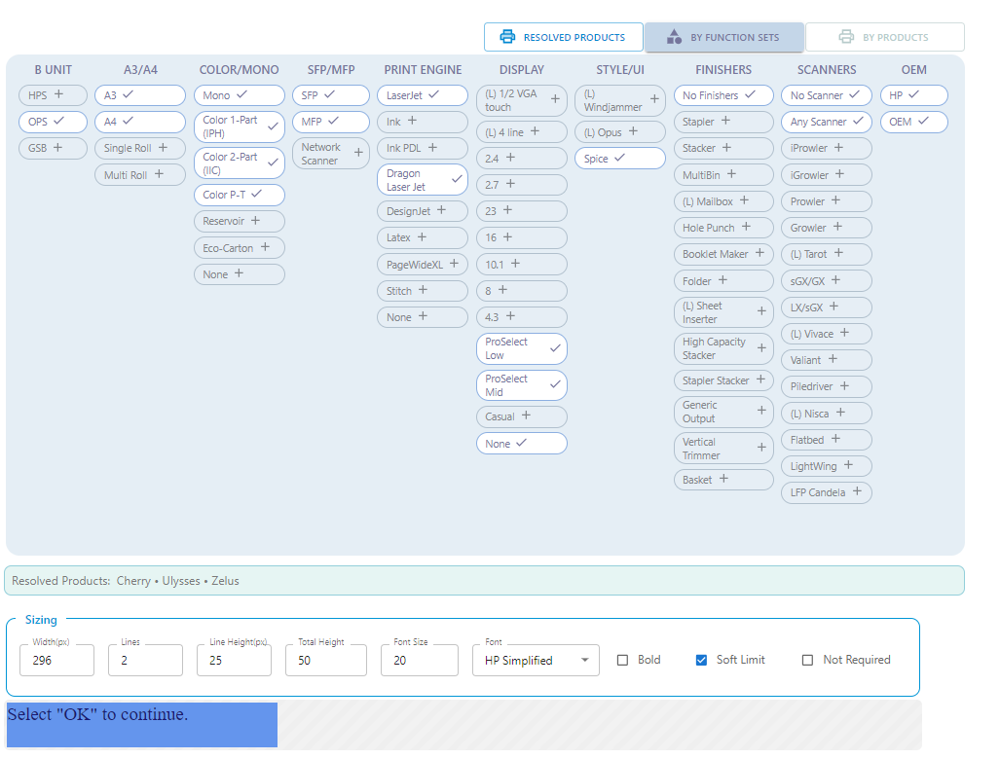 RESOLVED PRODUCTS
BY FUNCTION SETS
BY PRODUCTS
B UNIT
HPS
OPS
GSB
A3/A4
A3
A4
Single Roll
Multi Roll
COLOR/MONO
Mono
Color 1-Part
(IPH)
Color 2-Part
(IIC)
Color P-T
Reservoir
Eco-Carton
None
SFP/MFP
SFP
MFP
Network
Scanner
PRINT ENGINE
LaserJet
Ink
Ink PDL
Dragon
Laser Jet
DesignJet
Latex
PageWideXL
Stitch
None
DISPLAY
(L) 1/2 VGA
touch
(L) 4 line
2.4
2.7
23
16
10.1
8
4.3
ProSelect
Low
ProSelect
Mid
Casual
None
STYLE/UI
(L)
Windjammer
(L) Opus
Spice
FINISHERS
No Finishers
Stapler
Stacker
MultiBin
(L) Mailbox
Hole Punch
Booklet Maker
Folder
(L) Sheet
Inserter
High Capacity
Stacker
Stapler Stacker
Generic
Output
Vertical
Trimmer
Basket
SCANNERS
No Scanner
Any Scanner
iProwler
iGrowler
Prowler
Growler
(L) Tarot
sGX/GX
LX/sGX
(L) Vivace
Valiant
Piledriver
(L) Nisca
Flatbed
LightWing
LFP Candela
OEM
HP
OEM
Resolved Products: Cherry • Ulysses • Zelus
Sizing
Width(px)
296
Lines
2
Line Height(px)
25
Total Height
50
Font Size
20
Font
HP Simplified
Bold
Soft Limit
Not Required
Select "OK" to continue.